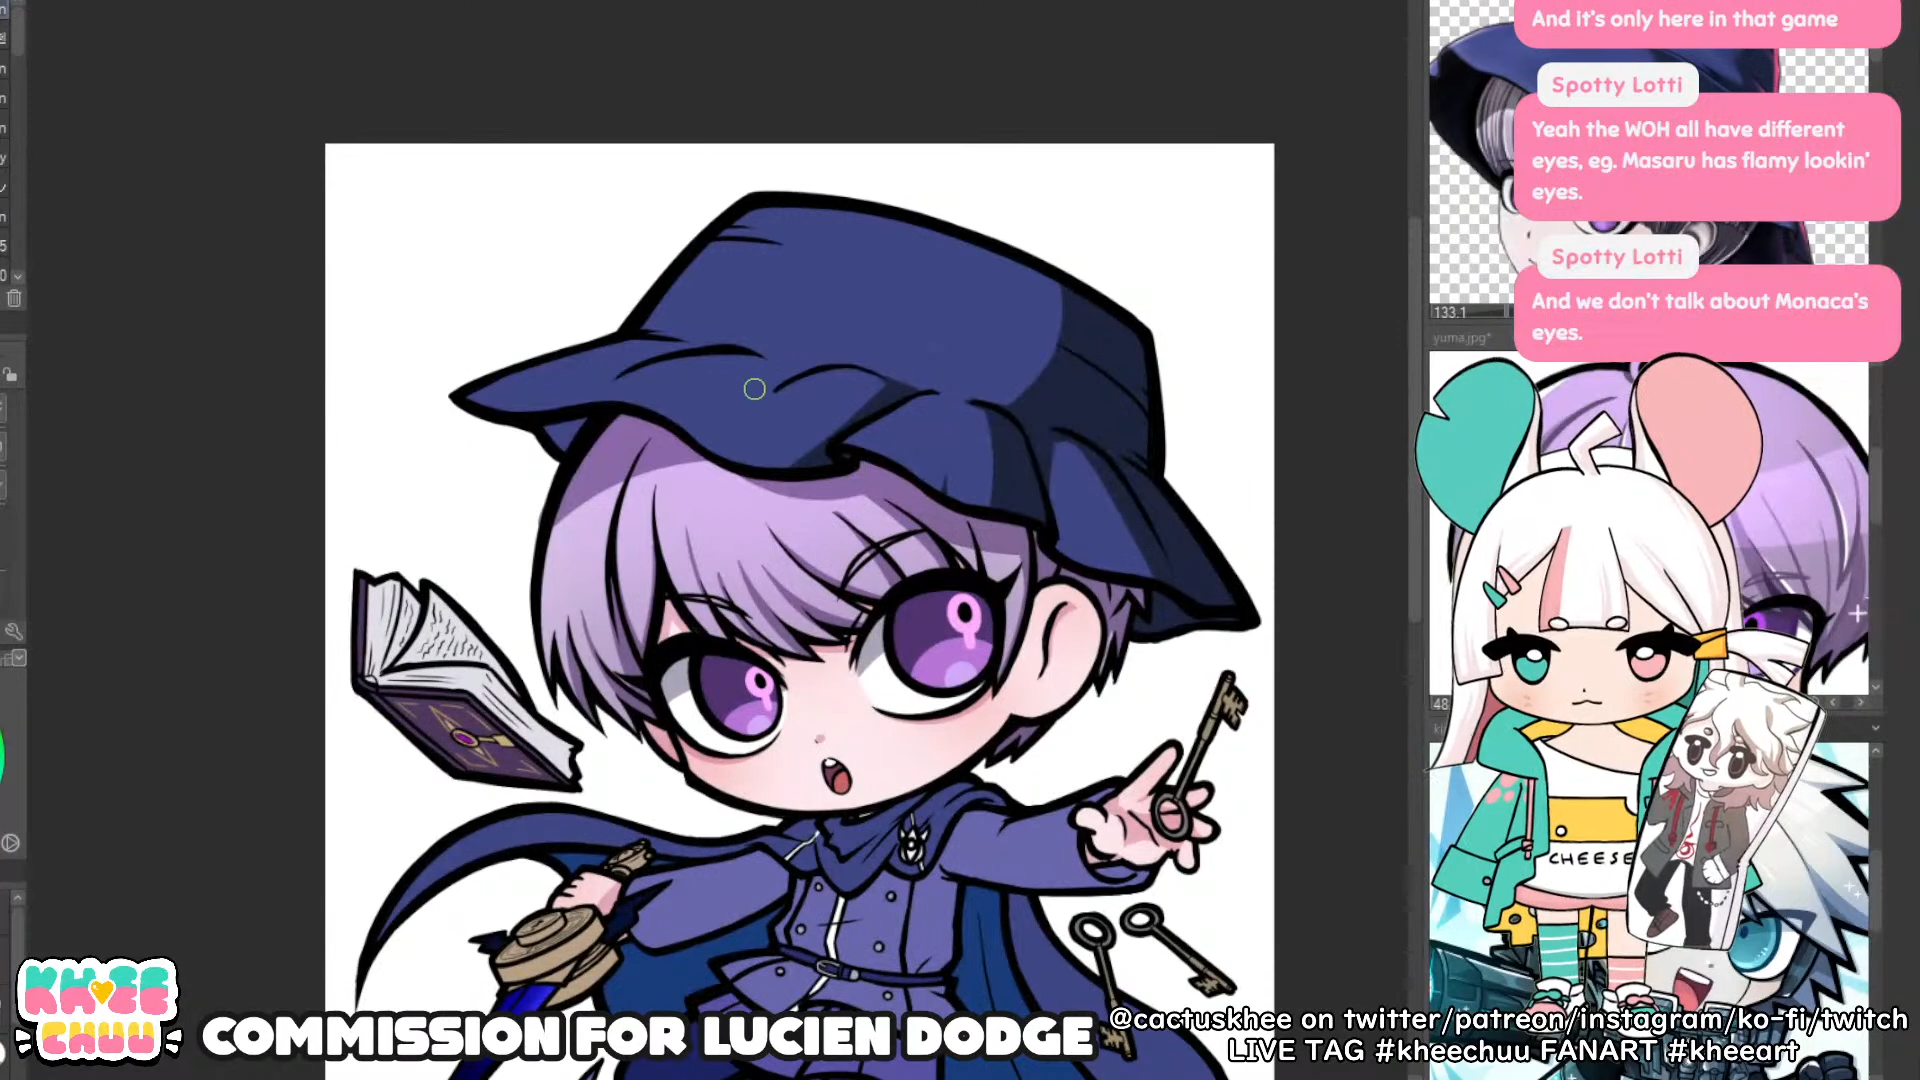 And it's only here in that game
Spotty Lotti
Yeah the WOH all have different
eyes, eg. Masaru has flamy lookin'
eyes.
Spotty Lotti
And we don't talk about Monaca's
eyes.
133.1
yuma.jpg*
48
CHEESE
KHEE
CHUU
COMMISSION FOR LUCIEN DODGE
@cactuskhee on twitter/patreon/instagram/ko-fi/twitch
LIVE TAG #kheechuu FANART #kheeart